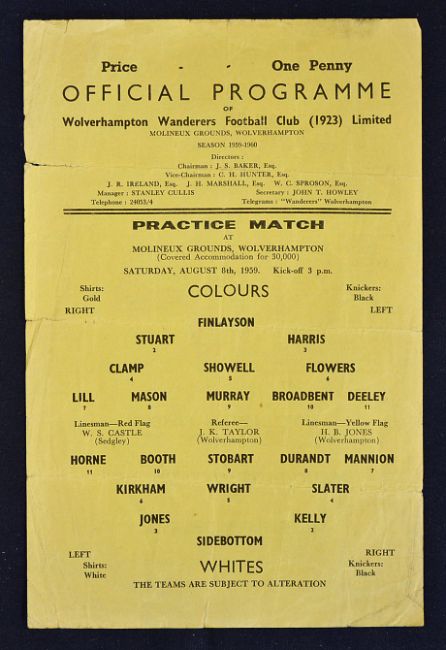 Price - - One Penny
OFFICIAL PROGRAMME
OF
Wolverhampton Wanderers Football Club (1923) Limited
MOLINEUX GROUNDS, WOLVERHAMPTON
SEASON 1959-1960
Directors :
Chairman : J. S. BAKER, Esq.
Vice-Chairman : C. H. HUNTER, Esq.
J. R. IRELAND, Esq. J. H. MARSHALL, Esq. W. C. SPROSON, Esq.
Manager : STANLEY CULLIS Secretary : JOHN T. HOWLEY
Telephone : 24053/4 Telegrams : "Wanderers" Wolverhampton
PRACTICE MATCH
AT
MOLINEUX GROUNDS, WOLVERHAMPTON
(Covered Accommodation for 30,000)
SATURDAY, AUGUST 8th, 1959. Kick-off 3 p.m.
Shirts: Gold COLOURS Knickers: Black
RIGHT LEFT
FINLAYSON
STUART HARRIS
2 3
CLAMP SHOWELL FLOWERS
4 5 6
LILL MASON MURRAY BROADBENT DEELEY
7 8 9 10 11
Linesman—Red Flag Referee— Linesman—Yellow Flag
W. S. CASTLE J. K. TAYLOR H. B. JONES
(Sedgley) (Wolverhampton) (Wolverhampton)
HORNE BOOTH STOBART DURANDT MANNION
11 10 9 8 7
KIRKHAM WRIGHT SLATER
6 5 4
JONES KELLY
3 2
SIDEBOTTOM
LEFT RIGHT
Shirts: White WHITES Knickers: Black
THE TEAMS ARE SUBJECT TO ALTERATION